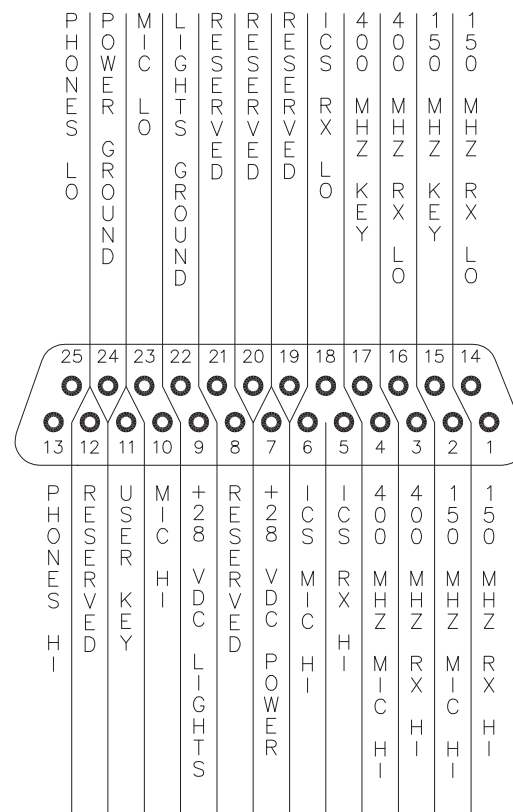 PHONES LO
POWER GROUND
MIC LO
LIGHTS GROUND
RESERVED
RESERVED
RESERVED
ICS RX LO
400 MHZ KEY
400 MHZ RX LO
150 MHZ KEY
150 MHZ RX LO
25 24 23 22 21 20 19 18 17 16 15 14
13 12 11 10 9 8 7 6 5 4 3 2 1
PHONES HI
RESERVED
USER KEY
MIC HI
+28 VDC LIGHTS
RESERVED
+28 VDC POWER
ICS MIC HI
ICS RX HI
400 MHZ MIC HI
400 MHZ RX HI
150 MHZ MIC HI
150 MHZ RX HI